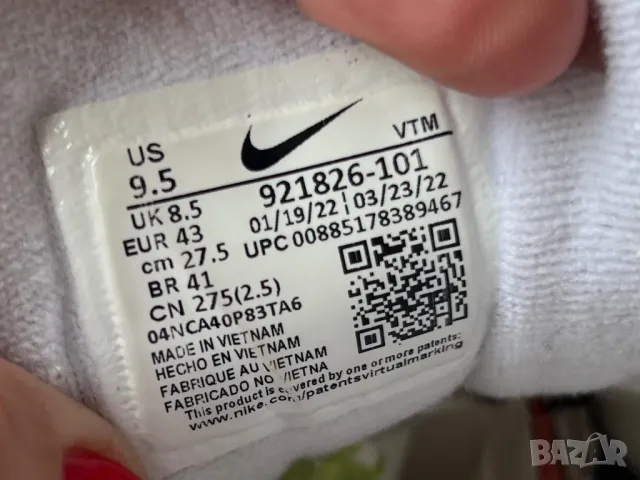 US
9.5
VTM
UK 8.5
921826-101
EUR 43
01/19/22 | 03/23/22
cm 27.5
UPC 00885178389467
BR 41
CN 275(2.5)
04NCA40P83TA6
MADE IN VIETNAM
HECHO EN VIETNAM
FABRIQUE AU VIETNAM
FABRICADO NO VIETNA
This product is covered by one or more patents:
www.nike.com/patentsvirtualmarking
BAZAR